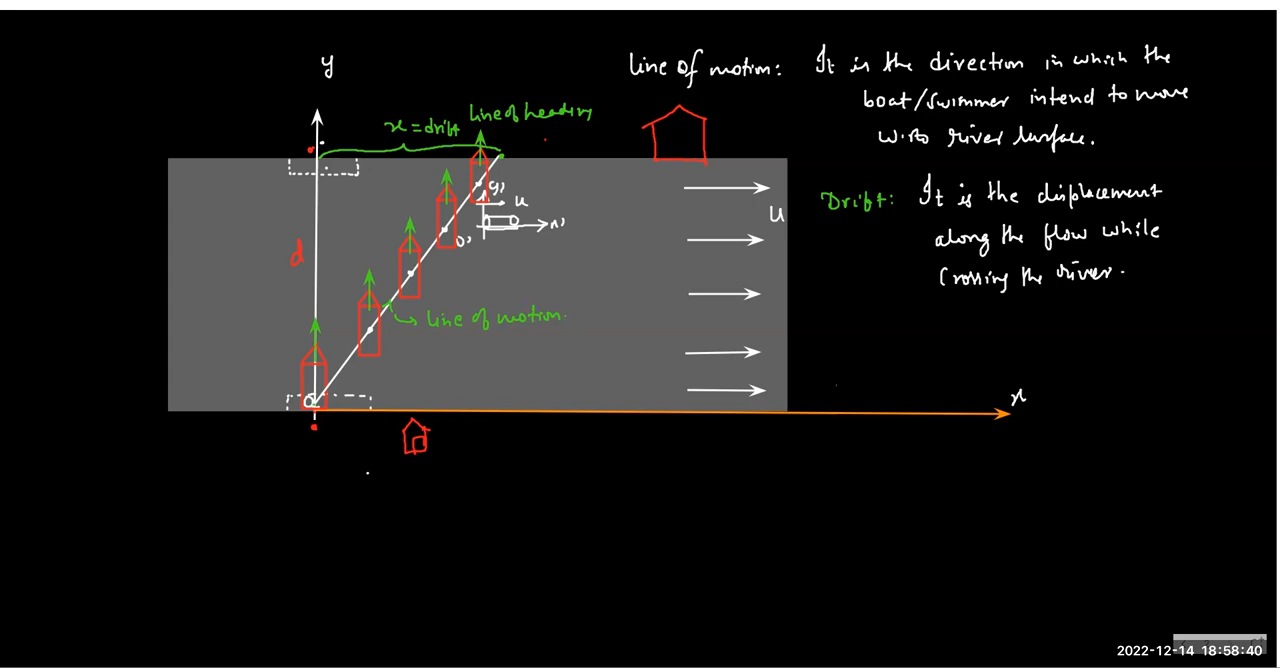 y
line of motion: It is the direction in which the
boat/swimmer intend to move
w.r.to river surface.
line of heading
x = drift
y'
u
x'
O'
u
Drift: It is the displacement
along the flow while
Crossing the river.
d
line of motion.
O
x
2022-12-14 18:58:40